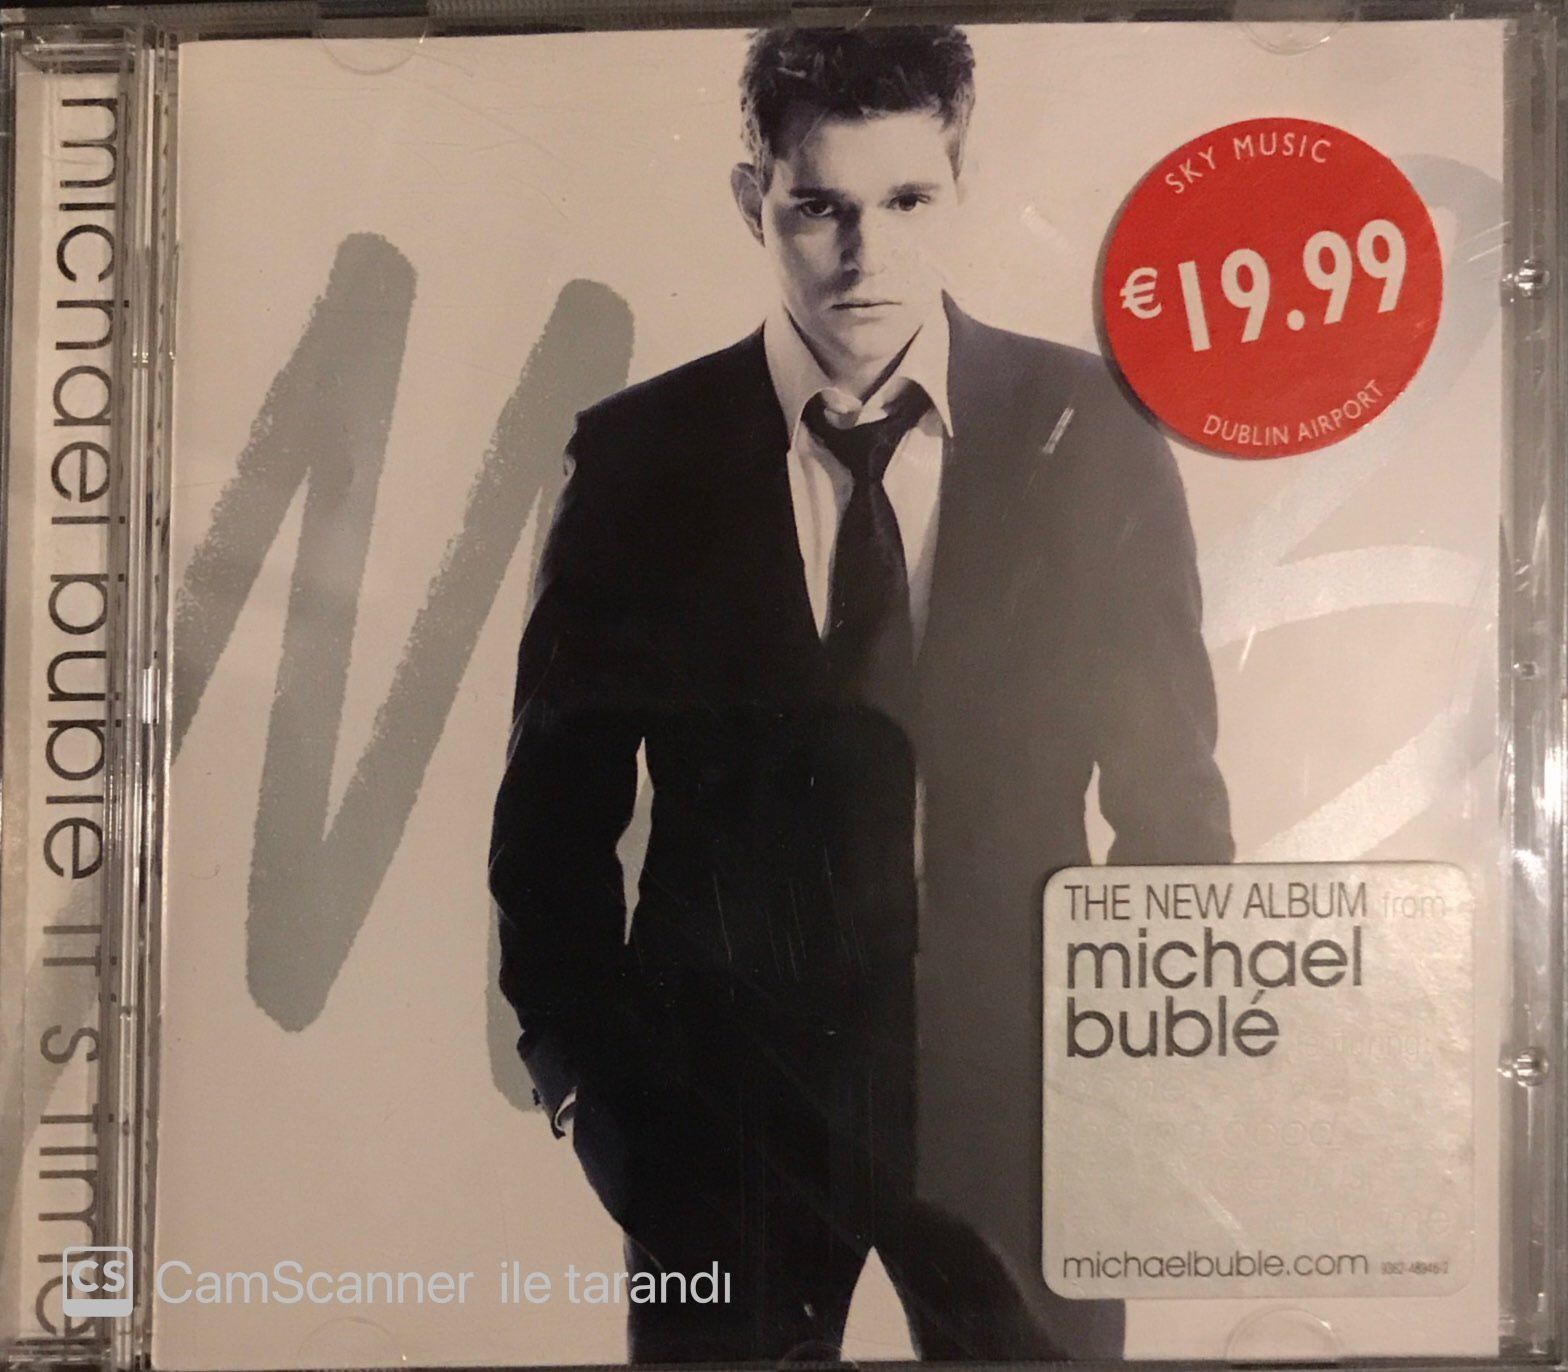 michael bublé IT'S TIME
SKY MUSIC
€19.99
DUBLIN AIRPORT
THE NEW ALBUM from
michael
bublé
michaelbuble.com
CS CamScanner ile tarandı